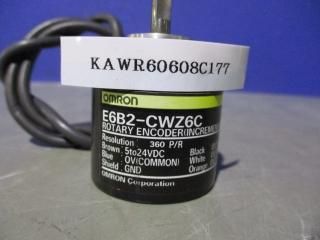 KAWR60608C177
OMRON
E6B2-CWZ6C
ROTARY ENCODER(INCREMEN
Resolution 360 P/R
Brown 5to24VDC Black
Blue 0V(COMMON) White
Shield GND Orange
OMRON Corporation